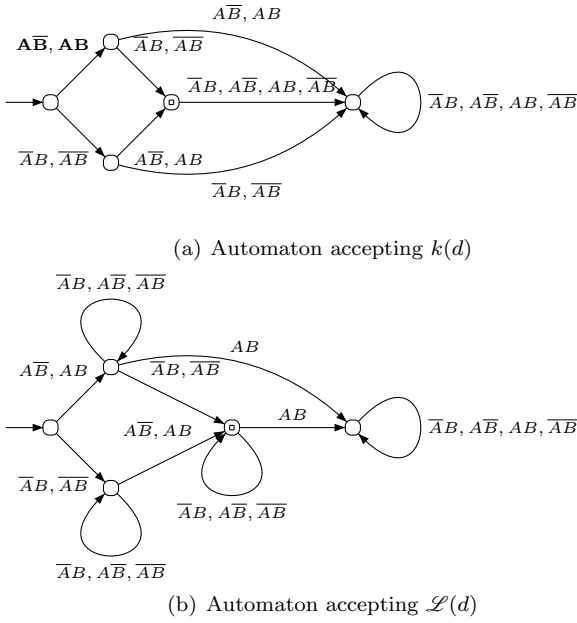 A\overline{B}, AB
\mathbf{A\overline{B}, AB}
\overline{A}B, \overline{AB}
\overline{A}B, A\overline{B}, AB, \overline{AB}
\overline{A}B, A\overline{B}, AB, \overline{AB}
\overline{A}B, \overline{AB}
A\overline{B}, AB
\overline{A}B, \overline{AB}
(a) Automaton accepting k(d)
\overline{A}B, A\overline{B}, \overline{AB}
AB
A\overline{B}, AB
\overline{A}B, \overline{AB}
AB
A\overline{B}, AB
\overline{A}B, A\overline{B}, AB, \overline{AB}
\overline{A}B, \overline{AB}
\overline{A}B, A\overline{B}, \overline{AB}
\overline{A}B, A\overline{B}, \overline{AB}
(b) Automaton accepting ℒ(d)